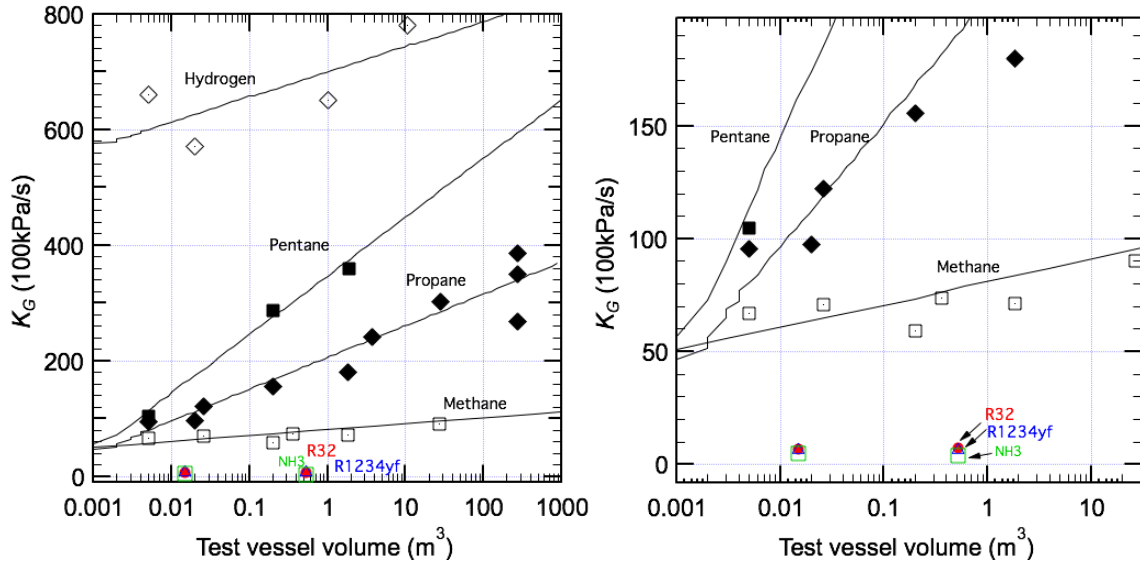 800
600
400
200
0
K_G (100kPa/s)
Hydrogen
Pentane
Propane
Methane
NH3
R32
R1234yf
0.001 0.01 0.1 1 10 100 1000
Test vessel volume (m³)
150
100
50
0
K_G (100kPa/s)
Pentane Propane
Methane
R32
R1234yf
NH3
0.001 0.01 0.1 1 10
Test vessel volume (m³)